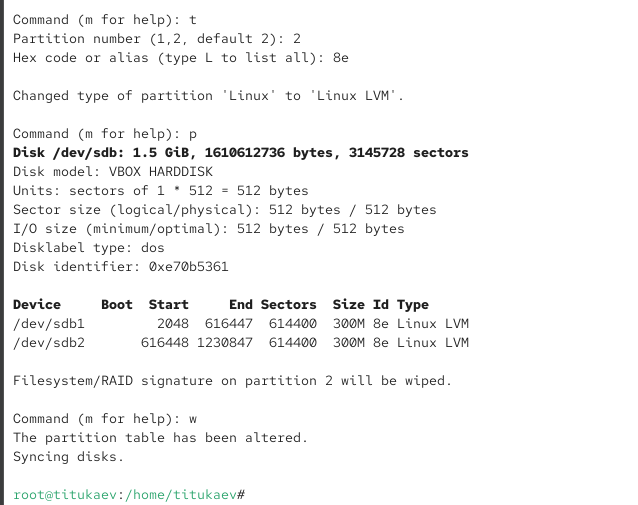 Command (m for help): t
Partition number (1,2, default 2): 2
Hex code or alias (type L to list all): 8e
Changed type of partition 'Linux' to 'Linux LVM'.
Command (m for help): p
Disk /dev/sdb: 1.5 GiB, 1610612736 bytes, 3145728 sectors
Disk model: VBOX HARDDISK
Units: sectors of 1 * 512 = 512 bytes
Sector size (logical/physical): 512 bytes / 512 bytes
I/O size (minimum/optimal): 512 bytes / 512 bytes
Disklabel type: dos
Disk identifier: 0xe70b5361
Device     Boot  Start     End Sectors  Size Id Type
/dev/sdb1         2048  616447  614400  300M 8e Linux LVM
/dev/sdb2       616448 1230847  614400  300M 8e Linux LVM
Filesystem/RAID signature on partition 2 will be wiped.
Command (m for help): w
The partition table has been altered.
Syncing disks.
root@titukaev:/home/titukaev#